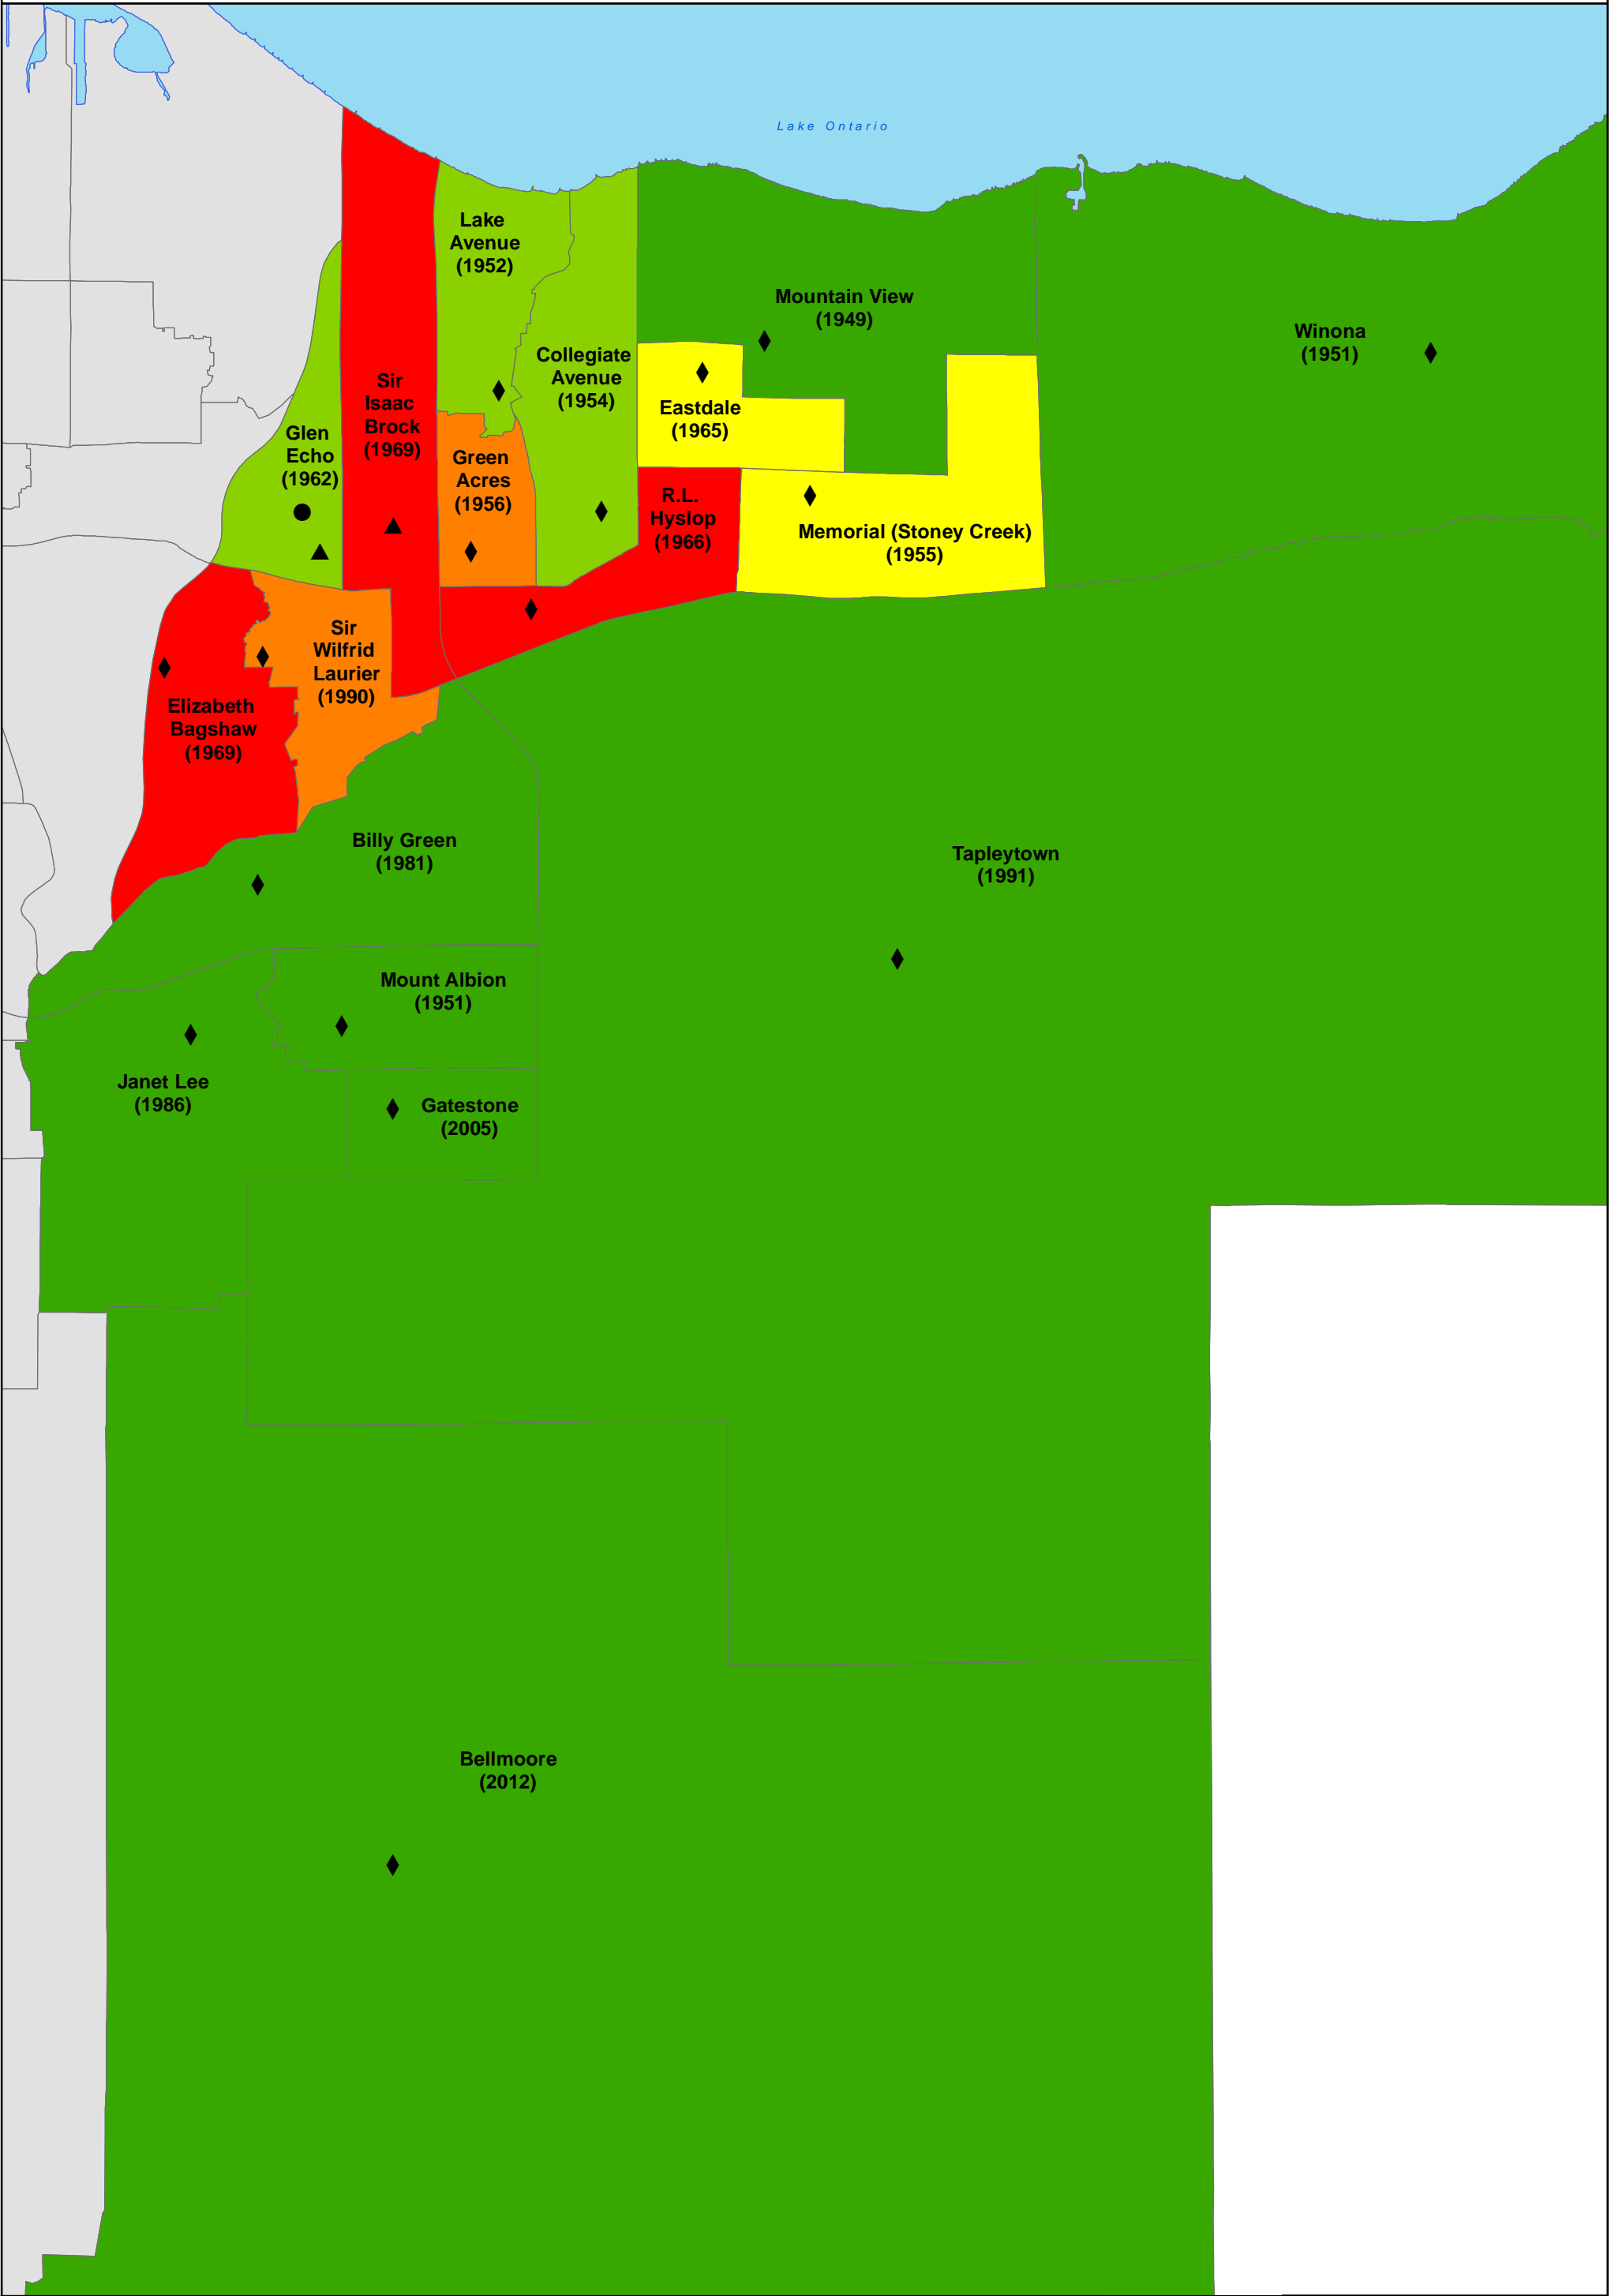 Lake Ontario
Lake
Avenue
(1952)
Mountain View
(1949)
Winona
(1951)
Collegiate
Avenue
(1954)
Sir
Isaac
Brock
(1969)
Eastdale
(1965)
Glen
Echo
(1962)
Green
Acres
(1956)
R.L.
Hyslop
(1966)
Memorial (Stoney Creek)
(1955)
Sir
Wilfrid
Laurier
(1990)
Elizabeth
Bagshaw
(1969)
Billy Green
(1981)
Tapleytown
(1991)
Mount Albion
(1951)
Janet Lee
(1986)
Gatestone
(2005)
Bellmoore
(2012)